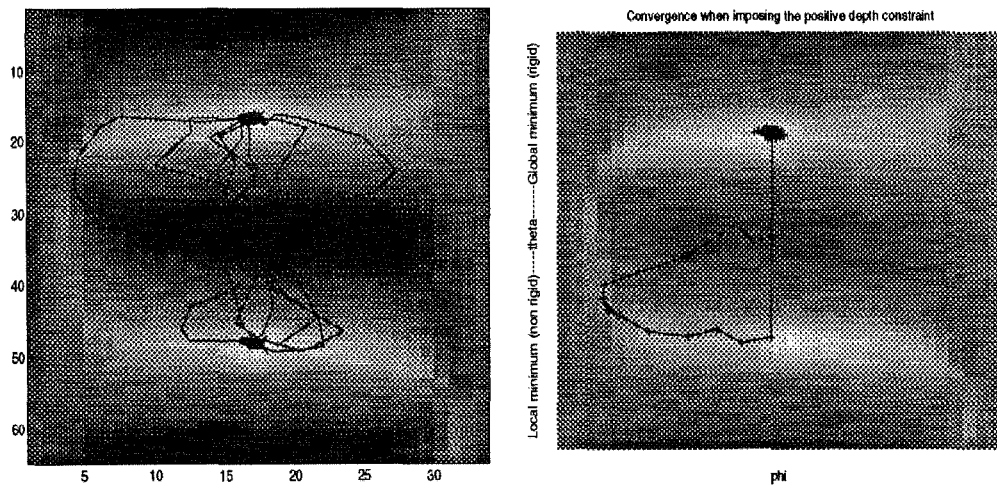 Convergence when imposing the positive depth constraint
10
20
30
40
50
60
5 10 15 20 25 30
Local minimum (non rigid)-----theta--------Global minimum (rigid)
phi